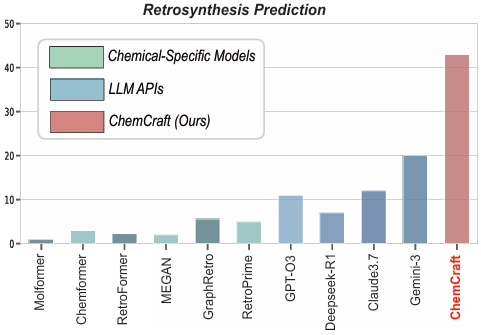 Retrosynthesis Prediction
50
40
30
20
10
0
Chemical-Specific Models
LLM APIs
ChemCraft (Ours)
Molformer
Chemformer
RetroFormer
MEGAN
GraphRetro
RetroPrime
GPT-O3
Deepseek-R1
Claude3.7
Gemini-3
ChemCraft